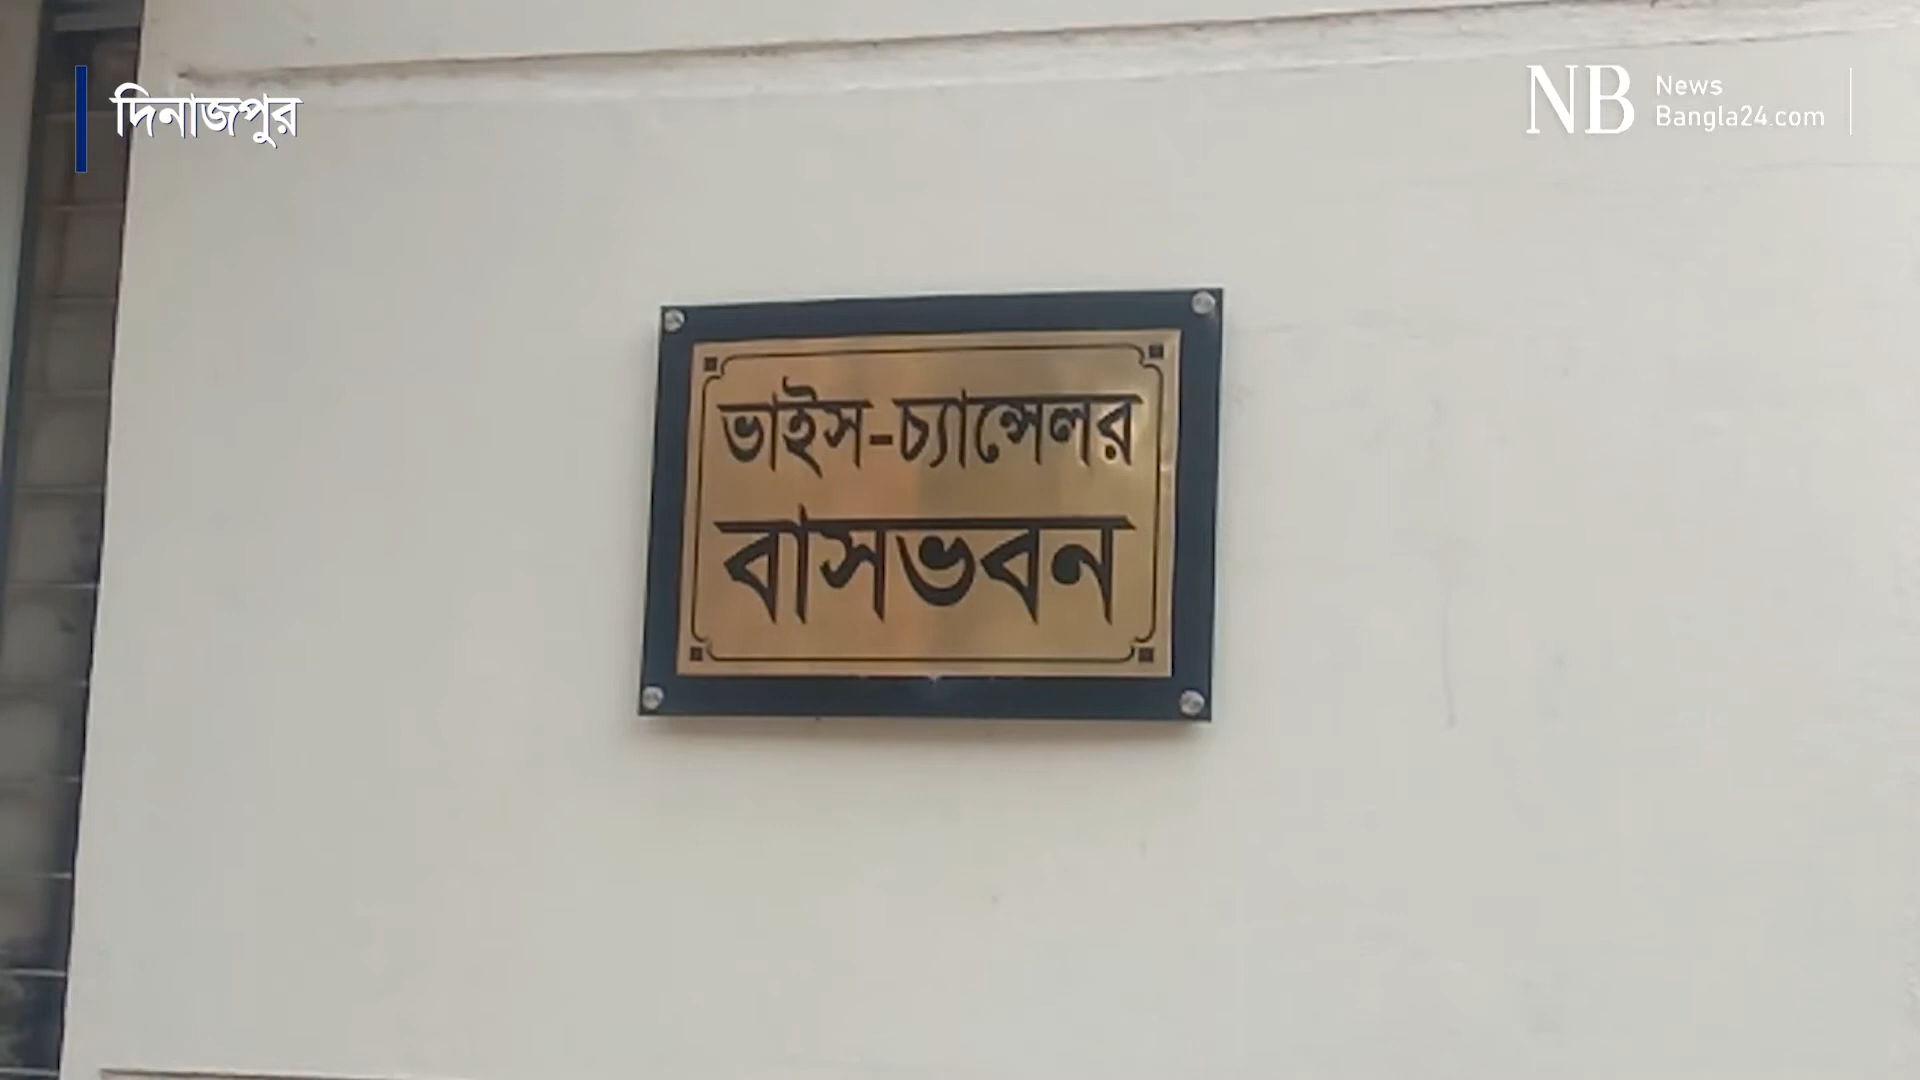 দিনাজপুর
NB News
Bangla24.com
ভাইস-চ্যান্সেলর
বাসভবন